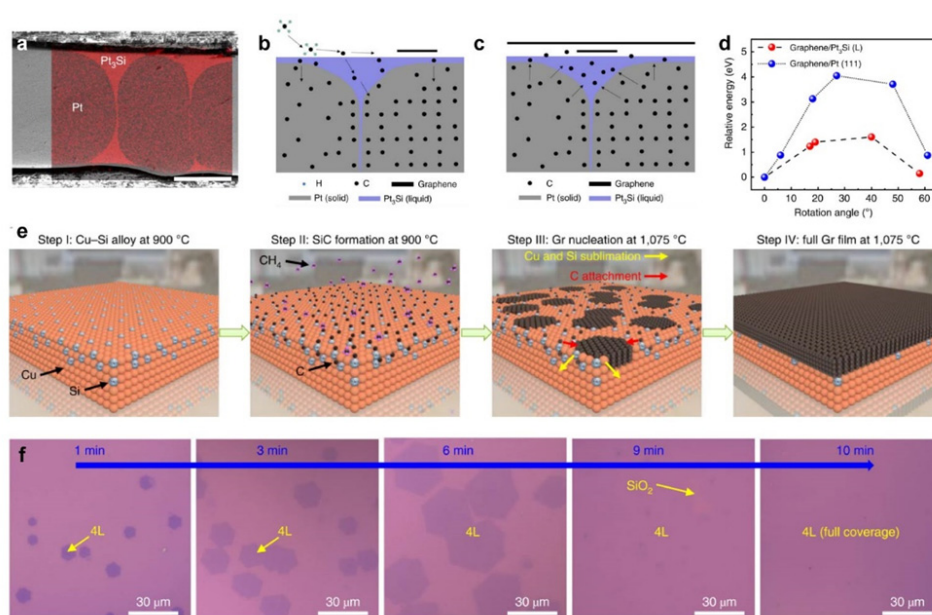 a
Pt₃Si
Pt
b
H
C
Graphene
Pt (solid)
Pt₃Si (liquid)
c
C
Graphene
Pt (solid)
Pt₃Si (liquid)
d
Graphene/Pt₃Si (L)
Graphene/Pt (111)
Relative energy (eV)
5
4
3
2
1
0
0 10 20 30 40 50 60
Rotation angle (°)
e
Step I: Cu–Si alloy at 900 °C
Cu
Si
Step II: SiC formation at 900 °C
CH₄
C
Step III: Gr nucleation at 1,075 °C
Cu and Si sublimation
C attachment
Step IV: full Gr film at 1,075 °C
f
1 min
3 min
6 min
9 min
10 min
4L
4L
4L
SiO₂
4L
4L (full coverage)
30 μm
30 μm
30 μm
30 μm
30 μm